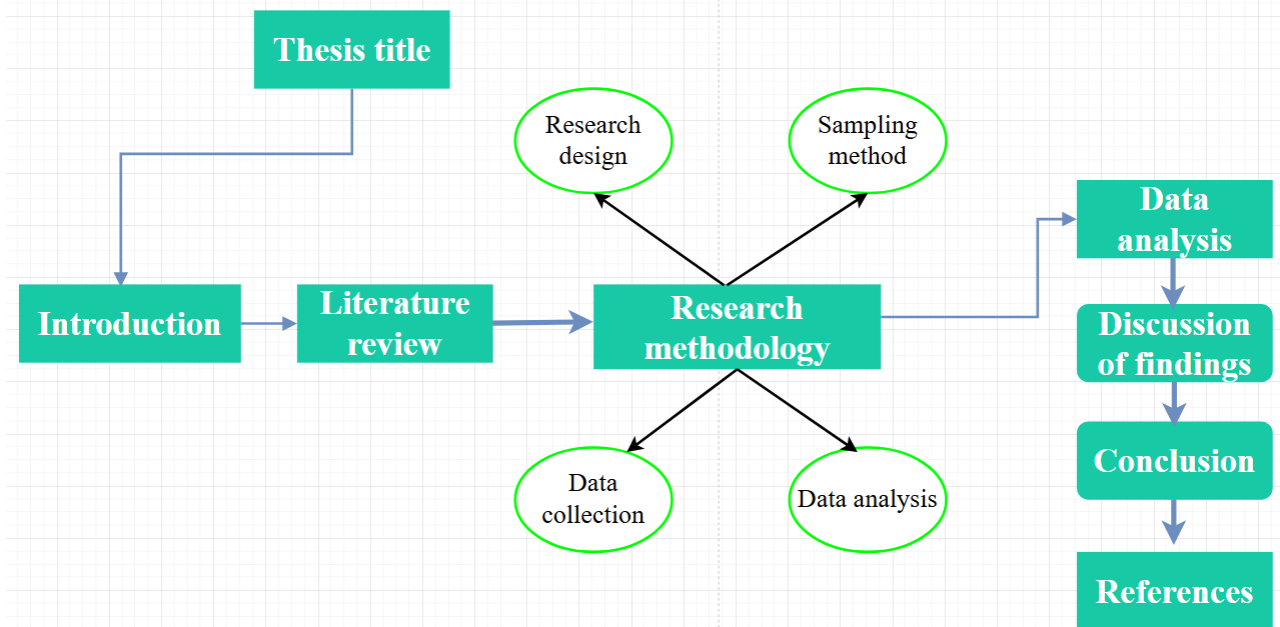 Thesis title
Research
design
Sampling
method
Data
analysis
Introduction
Literature
review
Research
methodology
Discussion
of findings
Data
collection
Data analysis
Conclusion
References